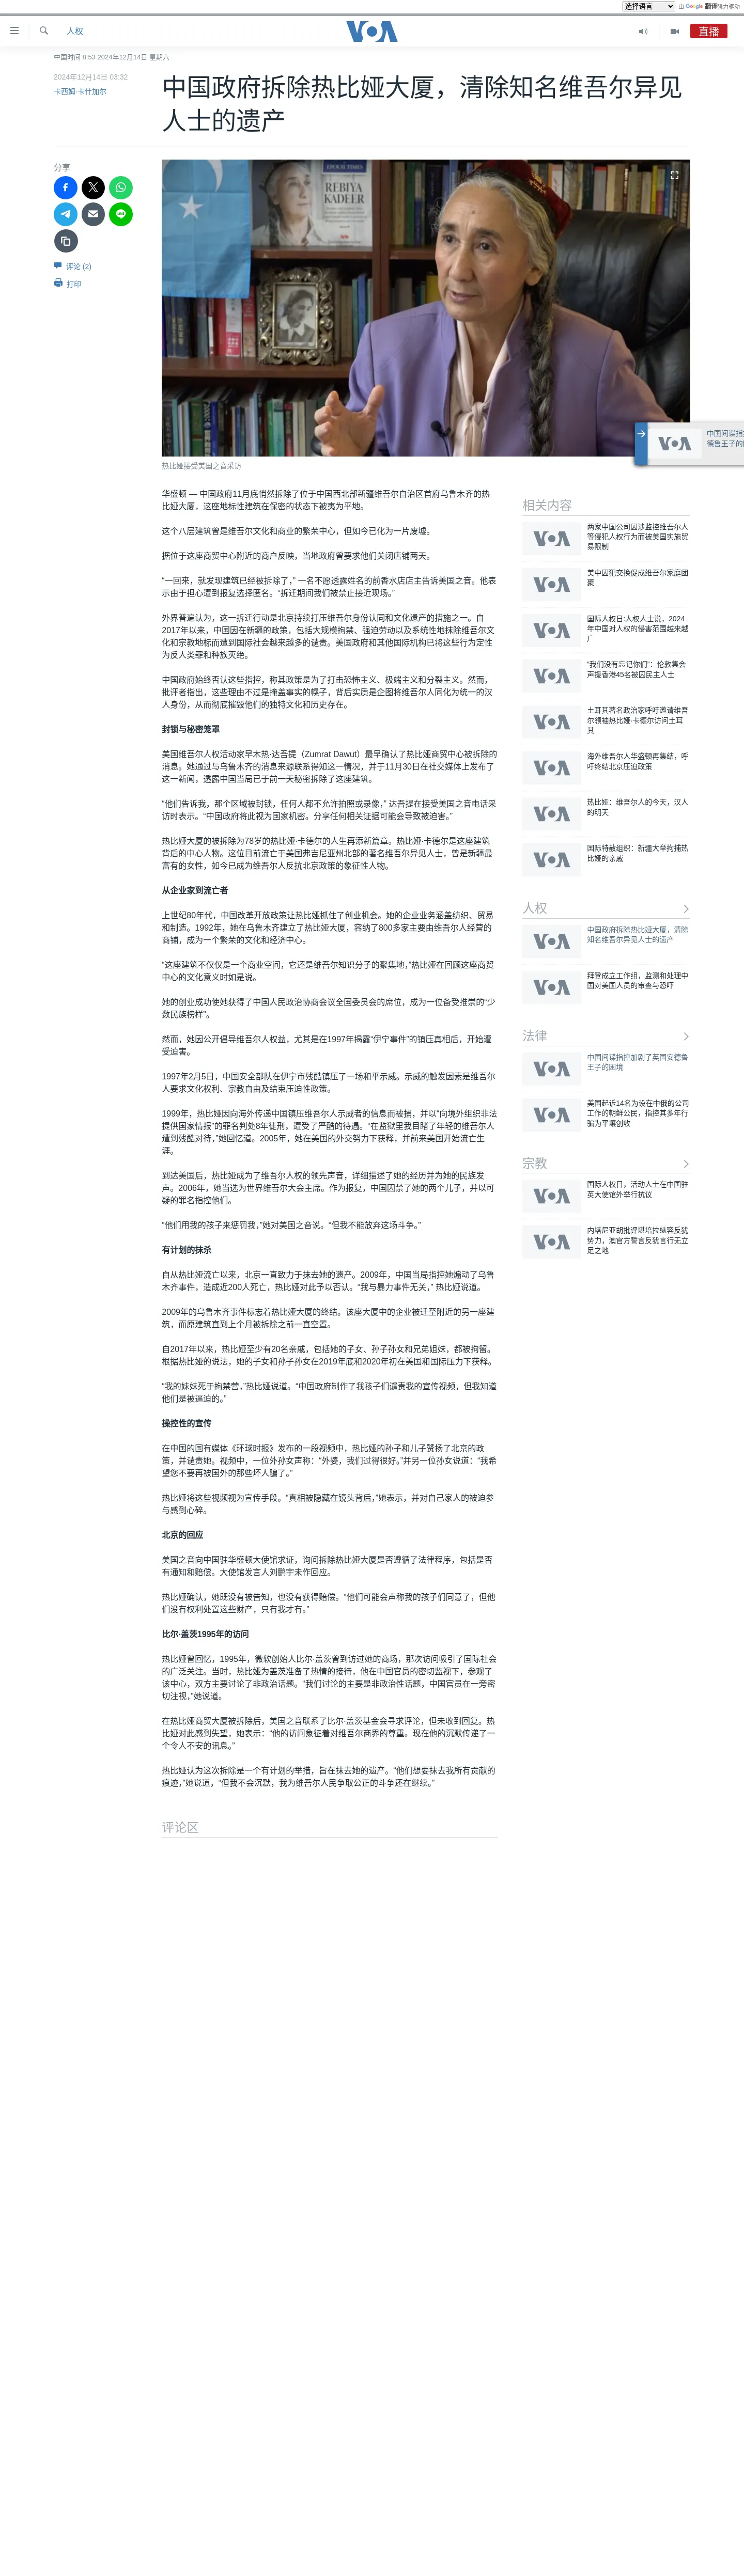 选择语言
由 Google 翻译强力驱动
人权
VOA
直播
中国时间 8:53 2024年12月14日 星期六
2024年12月14日 03:32
卡西姆·卡什加尔
中国政府拆除热比娅大厦，清除知名维吾尔异见
人士的遗产
分享
评论 (2)
打印
EPOCH TIMES
REBIYA
KADEER
热比娅接受美国之音采访
中国间谍指
德鲁王子的
华盛顿 — 中国政府11月底悄然拆除了位于中国西北部新疆维吾尔自治区首府乌鲁木齐的热
比娅大厦，这座地标性建筑在保密的状态下被夷为平地。
这个八层建筑曾是维吾尔文化和商业的繁荣中心，但如今已化为一片废墟。
据位于这座商贸中心附近的商户反映，当地政府曾要求他们关闭店铺两天。
“一回来，就发现建筑已经被拆除了，” 一名不愿透露姓名的前香水店店主告诉美国之音。他表
示由于担心遭到报复选择匿名。“拆迁期间我们被禁止接近现场。”
外界普遍认为，这一拆迁行动是北京持续打压维吾尔身份认同和文化遗产的措施之一。自
2017年以来，中国因在新疆的政策，包括大规模拘禁、强迫劳动以及系统性地抹除维吾尔文
化和宗教地标而遭到国际社会越来越多的谴责。美国政府和其他国际机构已将这些行为定性
为反人类罪和种族灭绝。
中国政府始终否认这些指控，称其政策是为了打击恐怖主义、极端主义和分裂主义。然而，
批评者指出，这些理由不过是掩盖事实的幌子，背后实质是企图将维吾尔人同化为统一的汉
人身份，从而彻底摧毁他们的独特文化和历史存在。
封锁与秘密笼罩
美国维吾尔人权活动家早木热·达吾提（Zumrat Dawut）最早确认了热比娅商贸中心被拆除的
消息。她通过与乌鲁木齐的消息来源联系得知这一情况，并于11月30日在社交媒体上发布了
这一新闻，透露中国当局已于前一天秘密拆除了这座建筑。
“他们告诉我，那个区域被封锁，任何人都不允许拍照或录像，” 达吾提在接受美国之音电话采
访时表示。“中国政府将此视为国家机密。分享任何相关证据可能会导致被迫害。”
热比娅大厦的被拆除为78岁的热比娅·卡德尔的人生再添新篇章。热比娅·卡德尔是这座建筑
背后的中心人物。这位目前流亡于美国弗吉尼亚州北部的著名维吾尔异见人士，曾是新疆最
富有的女性，如今已成为维吾尔人反抗北京政策的象征性人物。
从企业家到流亡者
上世纪80年代，中国改革开放政策让热比娅抓住了创业机会。她的企业业务涵盖纺织、贸易
和制造。1992年，她在乌鲁木齐建立了热比娅大厦，容纳了800多家主要由维吾尔人经营的
商铺，成为一个繁荣的文化和经济中心。
“这座建筑不仅仅是一个商业空间，它还是维吾尔知识分子的聚集地，”热比娅在回顾这座商贸
中心的文化意义时如是说。
她的创业成功使她获得了中国人民政治协商会议全国委员会的席位，成为一位备受推崇的“少
数民族榜样”。
然而，她因公开倡导维吾尔人权益，尤其是在1997年揭露“伊宁事件”的镇压真相后，开始遭
受迫害。
1997年2月5日，中国安全部队在伊宁市残酷镇压了一场和平示威。示威的触发因素是维吾尔
人要求文化权利、宗教自由及结束压迫性政策。
1999年，热比娅因向海外传递中国镇压维吾尔人示威者的信息而被捕，并以“向境外组织非法
提供国家情报”的罪名判处8年徒刑，遭受了严酷的待遇。“在监狱里我目睹了年轻的维吾尔人
遭到残酷对待，”她回忆道。2005年，她在美国的外交努力下获释，并前来美国开始流亡生
涯。
到达美国后，热比娅成为了维吾尔人权的领先声音，详细描述了她的经历并为她的民族发
声。2006年，她当选为世界维吾尔大会主席。作为报复，中国囚禁了她的两个儿子，并以可
疑的罪名指控他们。
“他们用我的孩子来惩罚我，”她对美国之音说。“但我不能放弃这场斗争。”
有计划的抹杀
自从热比娅流亡以来，北京一直致力于抹去她的遗产。2009年，中国当局指控她煽动了乌鲁
木齐事件，造成近200人死亡，热比娅对此予以否认。“我与暴力事件无关，” 热比娅说道。
2009年的乌鲁木齐事件标志着热比娅大厦的终结。该座大厦中的企业被迁至附近的另一座建
筑，而原建筑直到上个月被拆除之前一直空置。
自2017年以来，热比娅至少有20名亲戚，包括她的子女、孙子孙女和兄弟姐妹，都被拘留。
根据热比娅的说法，她的子女和孙子孙女在2019年底和2020年初在美国和国际压力下获释。
“我的妹妹死于拘禁营，”热比娅说道。“中国政府制作了我孩子们谴责我的宣传视频，但我知道
他们是被逼迫的。”
操控性的宣传
在中国的国有媒体《环球时报》发布的一段视频中，热比娅的孙子和儿子赞扬了北京的政
策，并谴责她。视频中，一位外孙女声称：“外婆，我们过得很好。”并另一位孙女说道：“我希
望您不要再被国外的那些坏人骗了。”
热比娅将这些视频视为宣传手段。“真相被隐藏在镜头背后，”她表示，并对自己家人的被迫参
与感到心碎。
北京的回应
美国之音向中国驻华盛顿大使馆求证，询问拆除热比娅大厦是否遵循了法律程序，包括是否
有通知和赔偿。大使馆发言人刘鹏宇未作回应。
热比娅确认，她既没有被告知，也没有获得赔偿。“他们可能会声称我的孩子们同意了，但他
们没有权利处置这些财产，只有我才有。”
比尔·盖茨1995年的访问
热比娅曾回忆，1995年，微软创始人比尔·盖茨曾到访过她的商场，那次访问吸引了国际社会
的广泛关注。当时，热比娅为盖茨准备了热情的接待，他在中国官员的密切监视下，参观了
该中心，双方主要讨论了非政治话题。“我们讨论的主要是非政治性话题，中国官员在一旁密
切注视，”她说道。
在热比娅商贸大厦被拆除后，美国之音联系了比尔·盖茨基金会寻求评论，但未收到回复。热
比娅对此感到失望，她表示：“他的访问象征着对维吾尔商界的尊重。现在他的沉默传递了一
个令人不安的讯息。”
热比娅认为这次拆除是一个有计划的举措，旨在抹去她的遗产。“他们想要抹去我所有贡献的
痕迹，”她说道，“但我不会沉默，我为维吾尔人民争取公正的斗争还在继续。”
评论区
相关内容
两家中国公司因涉监控维吾尔人
等侵犯人权行为而被美国实施贸
易限制
美中囚犯交换促成维吾尔家庭团
聚
国际人权日:人权人士说，2024
年中国对人权的侵害范围越来越
广
“我们没有忘记你们”：伦敦集会
声援香港45名被囚民主人士
土耳其著名政治家呼吁邀请维吾
尔领袖热比娅·卡德尔访问土耳
其
海外维吾尔人华盛顿再集结，呼
吁终结北京压迫政策
热比娅：维吾尔人的今天，汉人
的明天
国际特赦组织：新疆大举拘捕热
比娅的亲戚
人权
中国政府拆除热比娅大厦，清除
知名维吾尔异见人士的遗产
拜登成立工作组，监测和处理中
国对美国人员的审查与恐吓
法律
中国间谍指控加剧了英国安德鲁
王子的困境
美国起诉14名为设在中俄的公司
工作的朝鲜公民，指控其多年行
骗为平壤创收
宗教
国际人权日，活动人士在中国驻
英大使馆外举行抗议
内塔尼亚胡批评堪培拉纵容反犹
势力，澳官方誓言反犹言行无立
足之地